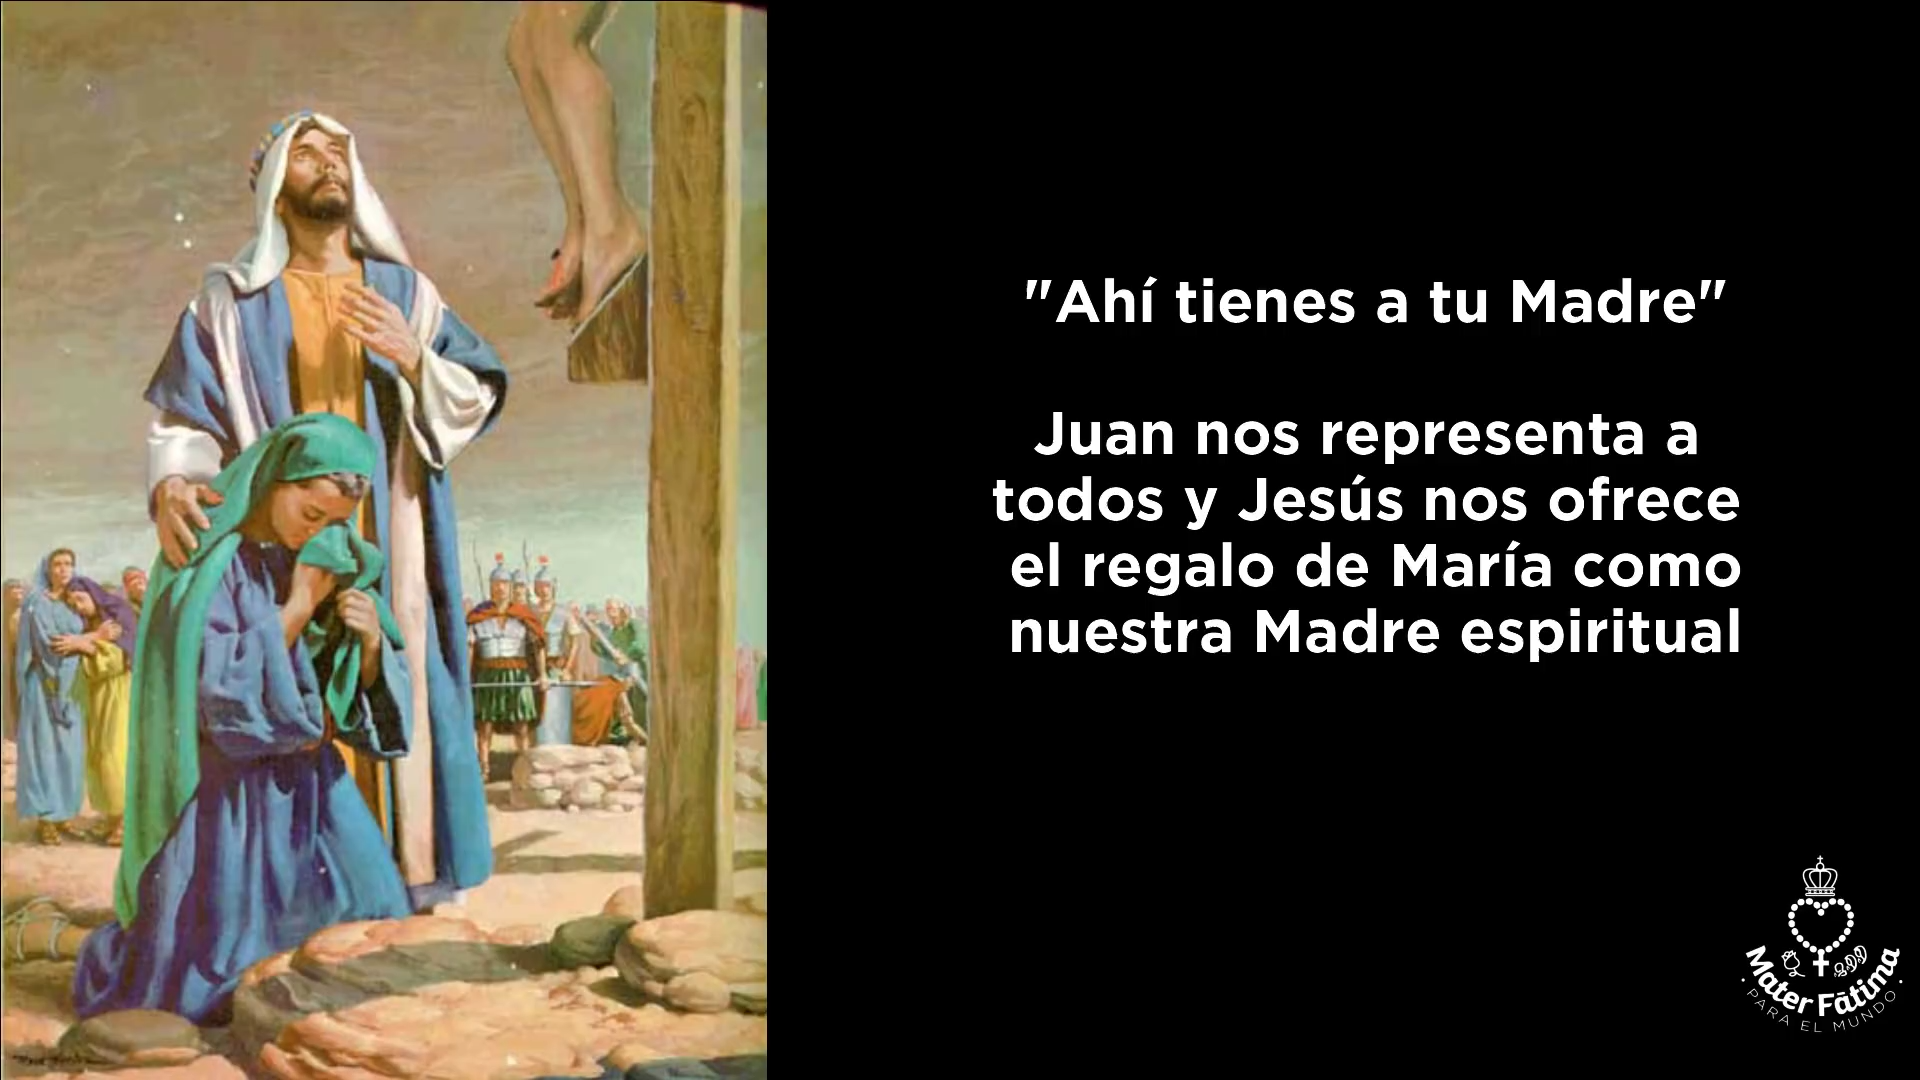 "Ahí tienes a tu Madre"
Juan nos representa a
todos y Jesús nos ofrece
el regalo de María como
nuestra Madre espiritual
Mater Fātima
· PARA EL MUNDO ·